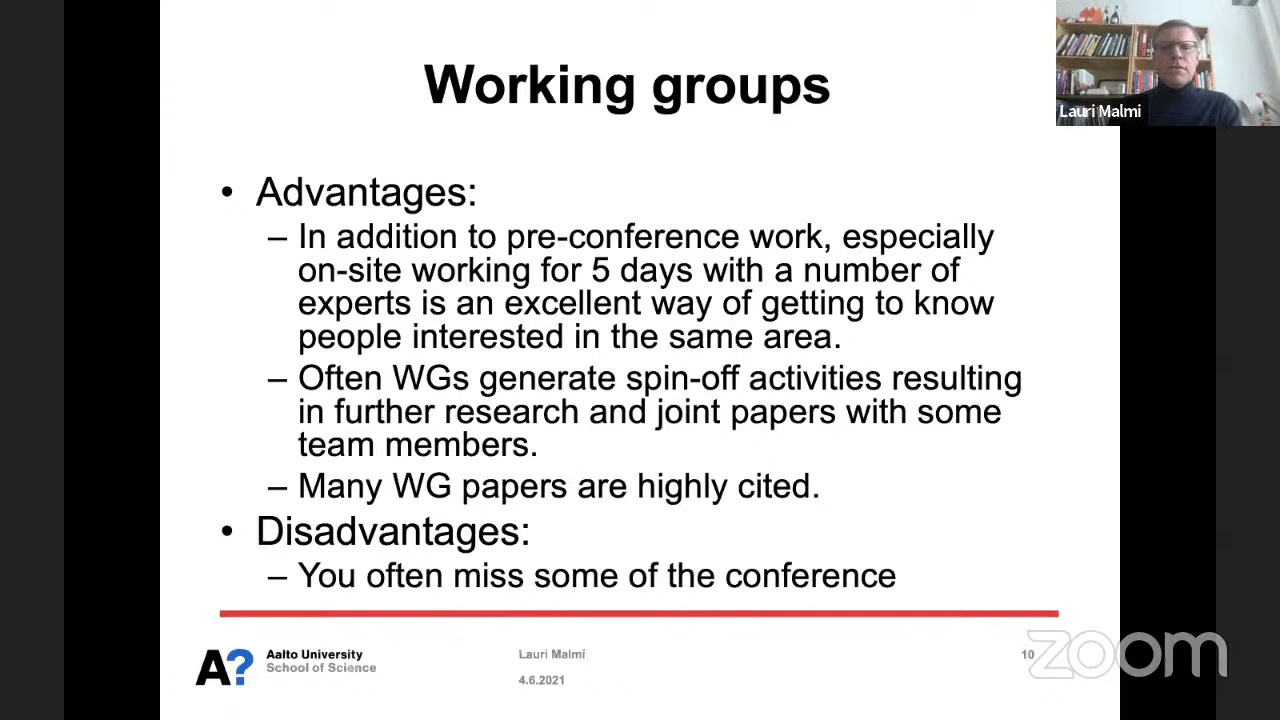 Working groups
Lauri Malmi
• Advantages:
– In addition to pre-conference work, especially
on-site working for 5 days with a number of
experts is an excellent way of getting to know
people interested in the same area.
– Often WGs generate spin-off activities resulting
in further research and joint papers with some
team members.
– Many WG papers are highly cited.
• Disadvantages:
– You often miss some of the conference
A?
Aalto University
School of Science
Lauri Malmi
4.6.2021
10
zoom